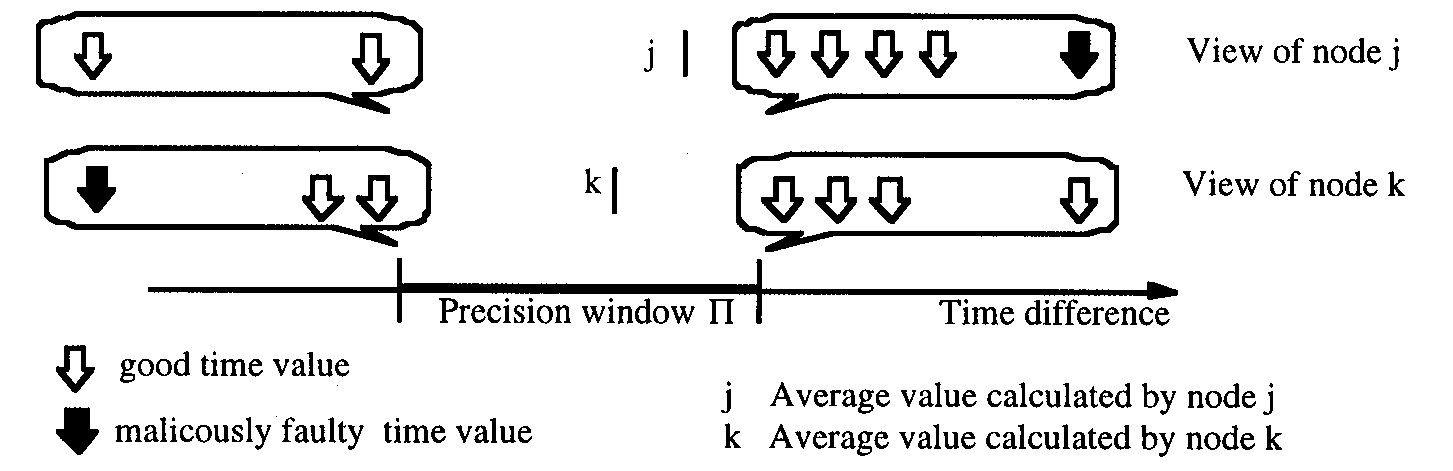 j
View of node j
k
View of node k
Precision window Π
Time difference
good time value
malicously faulty time value
j Average value calculated by node j
k Average value calculated by node k